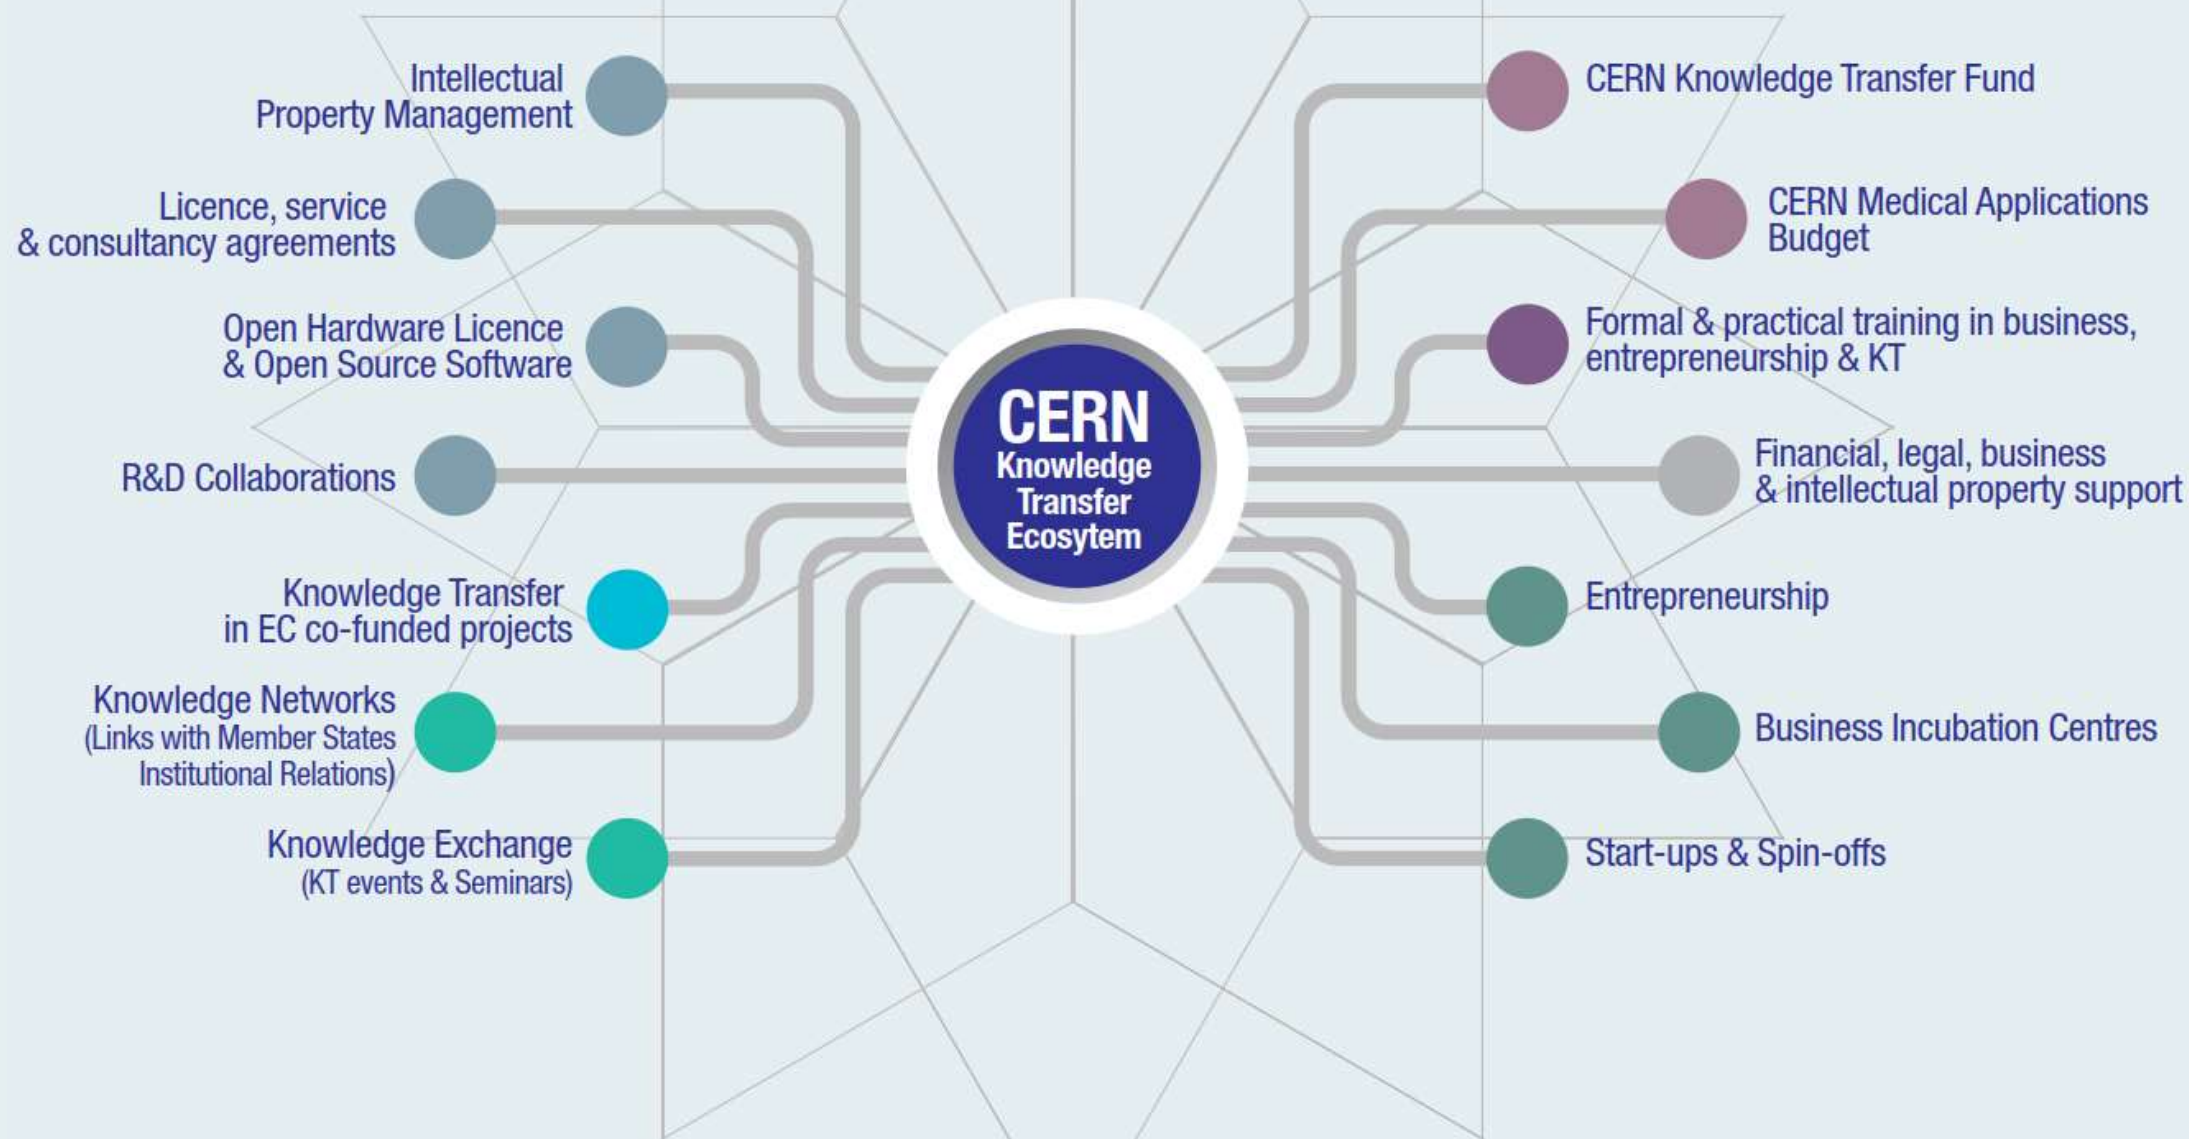 Intellectual
Property Management
Licence, service
& consultancy agreements
Open Hardware Licence
& Open Source Software
R&D Collaborations
Knowledge Transfer
in EC co-funded projects
Knowledge Networks
(Links with Member States
Institutional Relations)
Knowledge Exchange
(KT events & Seminars)
CERN
Knowledge
Transfer
Ecosytem
CERN Knowledge Transfer Fund
CERN Medical Applications
Budget
Formal & practical training in business,
entrepreneurship & KT
Financial, legal, business
& intellectual property support
Entrepreneurship
Business Incubation Centres
Start-ups & Spin-offs